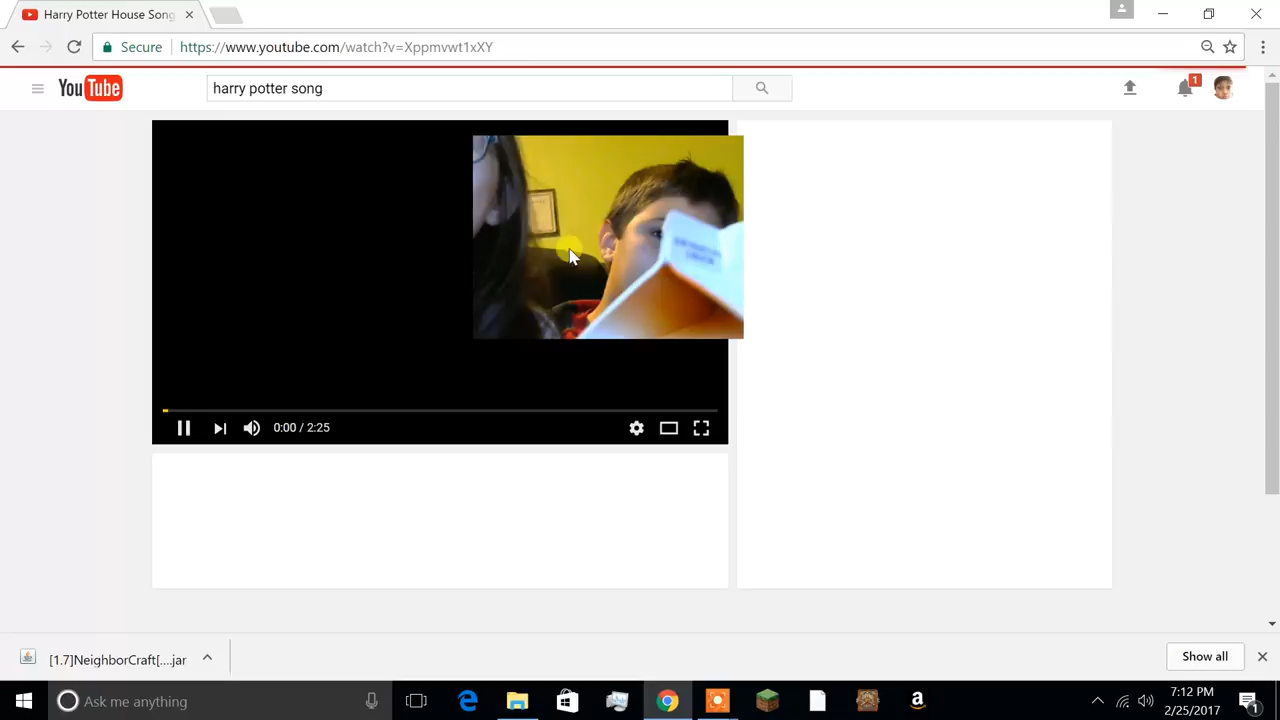 Harry Potter House Song
Secure
https://www.youtube.com/watch?v=Xppmvwt1xXY
YouTube
harry potter song
1
0:00 / 2:25
[1.7]NeighborCraft[....jar
Show all
Ask me anything
7:12 PM
2/25/2017
1